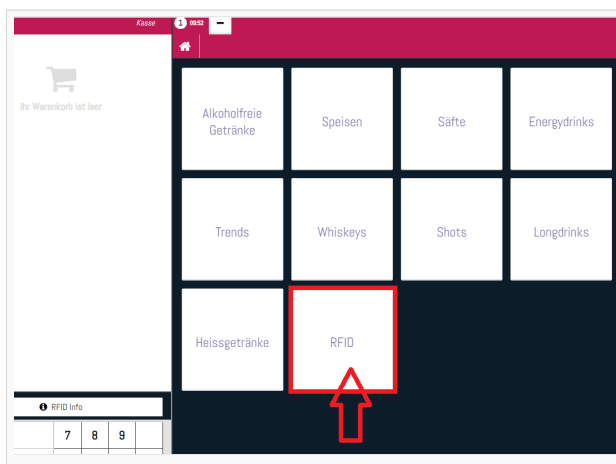 Kasse
1 09:52
Ihr Warenkorb ist leer
Alkoholfreie
Getränke
Speisen
Säfte
Energydrinks
Trends
Whiskeys
Shots
Longdrinks
Heissgetränke
RFID
RFID Info
7 8 9